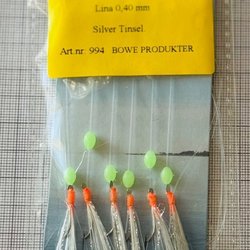 Lina 0,40 mm
Silver Tinsel.
Art.nr 994 BOWE PRODUKTER